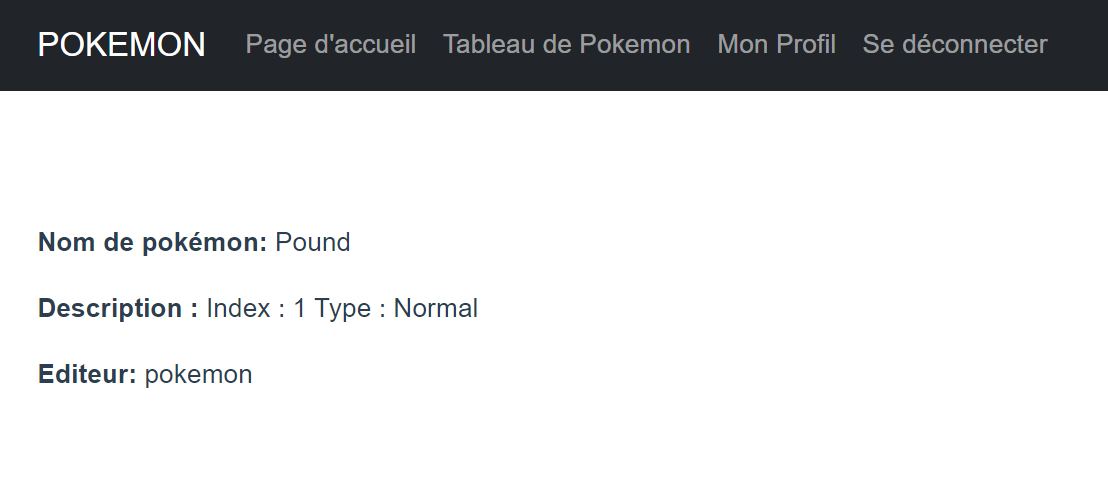 POKEMON Page d'accueil Tableau de Pokemon Mon Profil Se déconnecter
Nom de pokémon: Pound
Description : Index : 1 Type : Normal
Editeur: pokemon